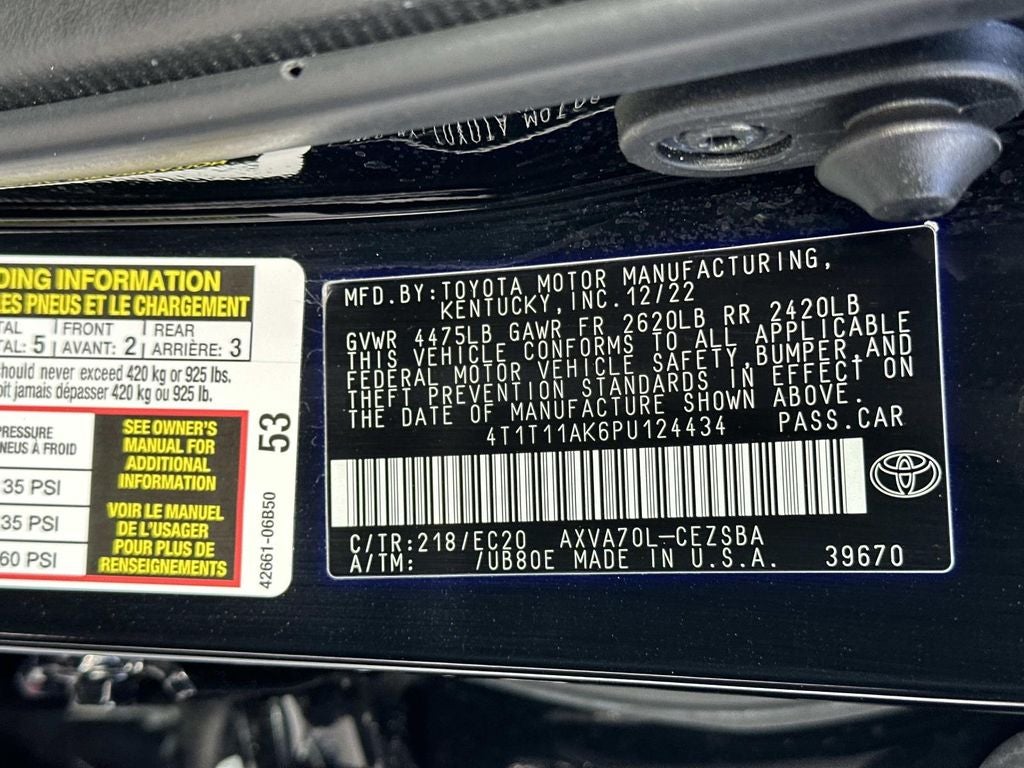 DING INFORMATION
ES PNEUS ET LE CHARGEMENT
TAL FRONT REAR
TAL: 5 AVANT: 2 ARRIÈRE: 3
hould never exceed 420 kg or 925 lbs.
oit jamais dépasser 420 kg ou 925 lb.
PRESSURE
NEUS À FROID
35 PSI
35 PSI
60 PSI
SEE OWNER'S
MANUAL FOR
ADDITIONAL
INFORMATION
VOIR LE MANUEL
DE L'USAGER
POUR PLUS DE
RENSEIGNEMENTS
53
42661-06B50
MFD. BY: TOYOTA MOTOR MANUFACTURING,
KENTUCKY, INC. 12/22
GVWR 4475LB GAWR FR 2620LB RR 2420LB
THIS VEHICLE CONFORMS TO ALL APPLICABLE
FEDERAL MOTOR VEHICLE SAFETY, BUMPER, AND
THEFT PREVENTION STANDARDS IN EFFECT ON
THE DATE OF MANUFACTURE SHOWN ABOVE.
4T1T11AK6PU124434 PASS. CAR
C/TR: 218/EC20 AXVA70L-CEZSBA
A/TM: /UB80E MADE IN U.S.A. 39670